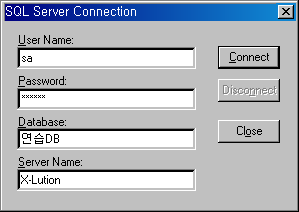 SQL Server Connection
User Name:
sa
Connect
Password:
******
Disconnect
Database:
연습DB
Close
Server Name:
X-Lution